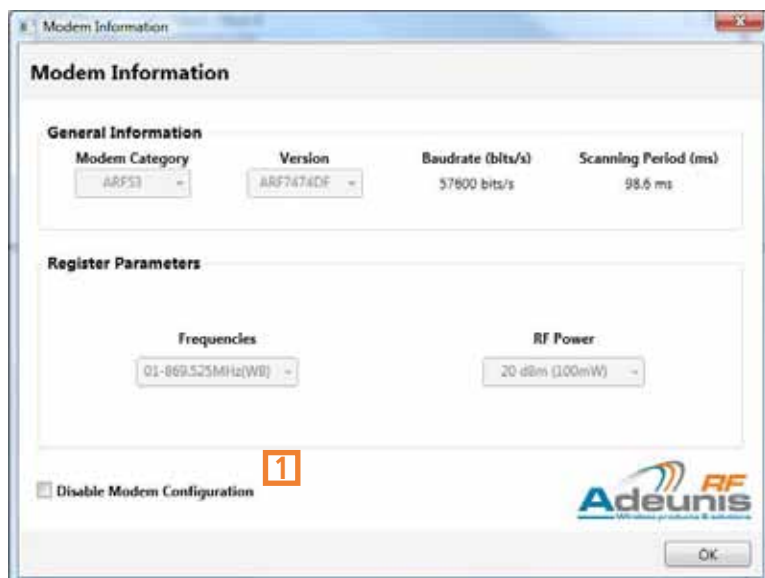 Modem Information
Modem Information
General Information
Modem Category Version Baudrate (bits/s) Scanning Period (ms)
ARF53 ARF7474DF 57600 bits/s 98.6 ms
Register Parameters
Frequencies RF Power
01-869.525MHz(WB) 20 dBm (100mW)
1
Disable Modem Configuration
Adeunis RF
Wireless products & solutions
OK